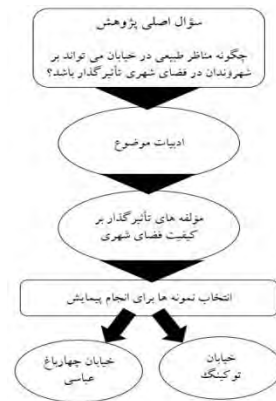 سؤال اصلی پژوهش
چگونه مناظر طبیعی در خیابان می تواند بر
شهروندان در فضای شهری تأثیرگذار باشد؟
ادبیات موضوع
مؤلفه های تأثیرگذار بر
کیفیت فضای شهری
انتخاب نمونه ها برای انجام پیمایش
خیابان
توکینگ
خیابان چهارباغ
عباسی